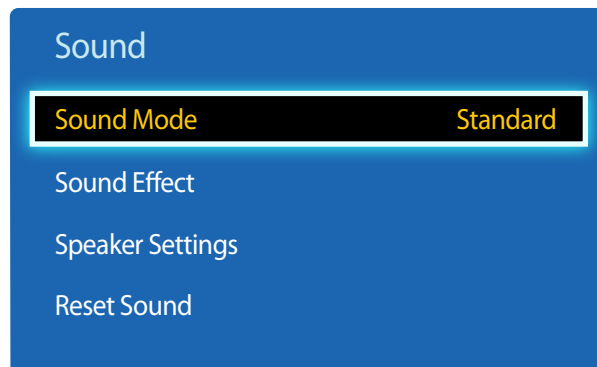 Sound
Sound Mode Standard
Sound Effect
Speaker Settings
Reset Sound